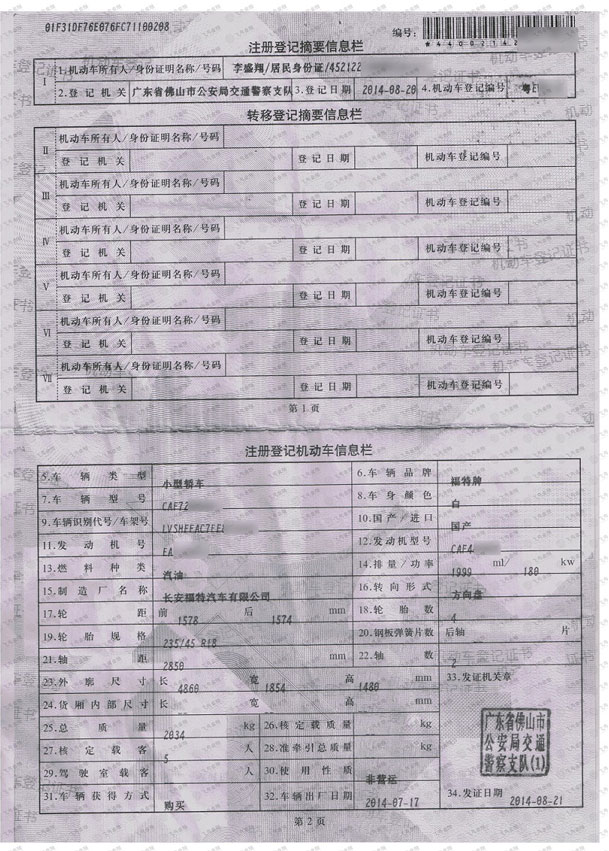 01F31DF76E076FC71100208
编号:
*4400214
注册登记摘要信息栏
I 1.机动车所有人/身份证明名称/号码 李盛翔/居民身份证/452122
2.登记机关 广东省佛山市公安局交通警察支队 3.登记日期 2014-08-20 4.机动车登记编号 粤E
转移登记摘要信息栏
II 机动车所有人/身份证明名称/号码
登记机关 登记日期 机动车登记编号
III 机动车所有人/身份证明名称/号码
登记机关 登记日期 机动车登记编号
IV 机动车所有人/身份证明名称/号码
登记机关 登记日期 机动车登记编号
V 机动车所有人/身份证明名称/号码
登记机关 登记日期 机动车登记编号
VI 机动车所有人/身份证明名称/号码
登记机关 登记日期 机动车登记编号
VII 机动车所有人/身份证明名称/号码
登记机关 登记日期 机动车登记编号
第1页
注册登记机动车信息栏
5.车辆类型 小型轿车 6.车辆品牌 福特牌
7.车辆型号 CAF72 8.车身颜色 白
9.车辆识别代号/车架号 LVSHFFAC7EF 10.国产/进口 国产
11.发动机号 EA 12.发动机型号 CAF4
13.燃料种类 汽油 14.排量/功率 1999 ml/ 180 kw
15.制造厂名称 长安福特汽车有限公司 16.转向形式 方向盘
17.轮距 前 1578 后 1574 mm 18.轮胎数 4
19.轮胎规格 235/45 R18 20.钢板弹簧片数 后轴 片
21.轴距 2850 mm 22.轴数 2
23.外廓尺寸 长 4860 宽 1854 高 1480 mm 33.发证机关章
24.货厢内部尺寸 长 宽 高 mm
25.总质量 2034 kg 26.核定载质量 kg
27.核定载客 5 人 28.准牵引总质量 kg
29.驾驶室载客 人 30.使用性质 非营运
31.车辆获得方式 购买 32.车辆出厂日期 2014-07-17 34.发证日期 2014-08-21
广东省佛山市
公安局交通
警察支队(1)
第2页